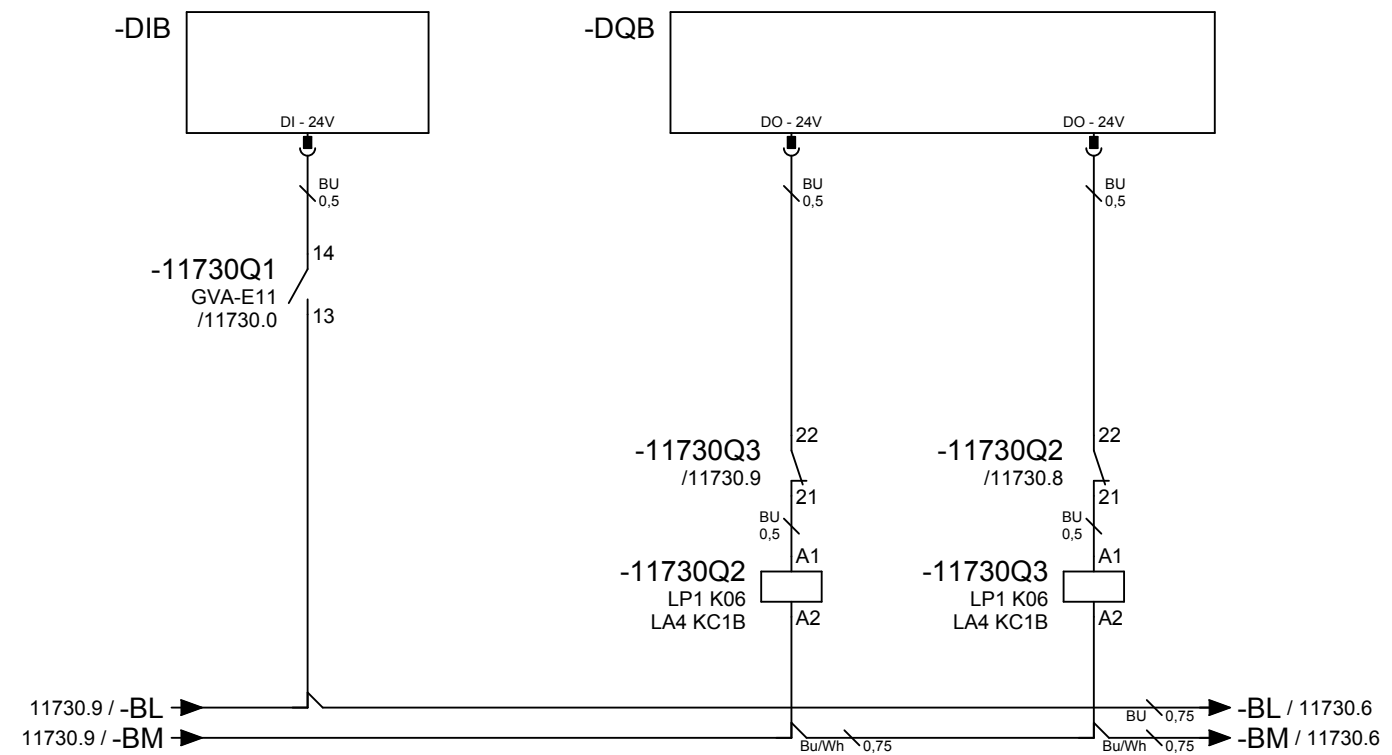 -DIB
-DQB
DI - 24V
DO - 24V
DO - 24V
BU
0,5
BU
0,5
BU
0,5
14
-11730Q1
GVA-E11
/11730.0
13
22
-11730Q3
/11730.9
21
22
-11730Q2
/11730.8
21
BU
0,5
BU
0,5
A1
-11730Q2
LP1 K06
LA4 KC1B
A2
A1
-11730Q3
LP1 K06
LA4 KC1B
A2
11730.9 / -BL
BU 0,75
-BL / 11730.6
11730.9 / -BM
Bu/Wh 0,75
Bu/Wh 0,75
-BM / 11730.6